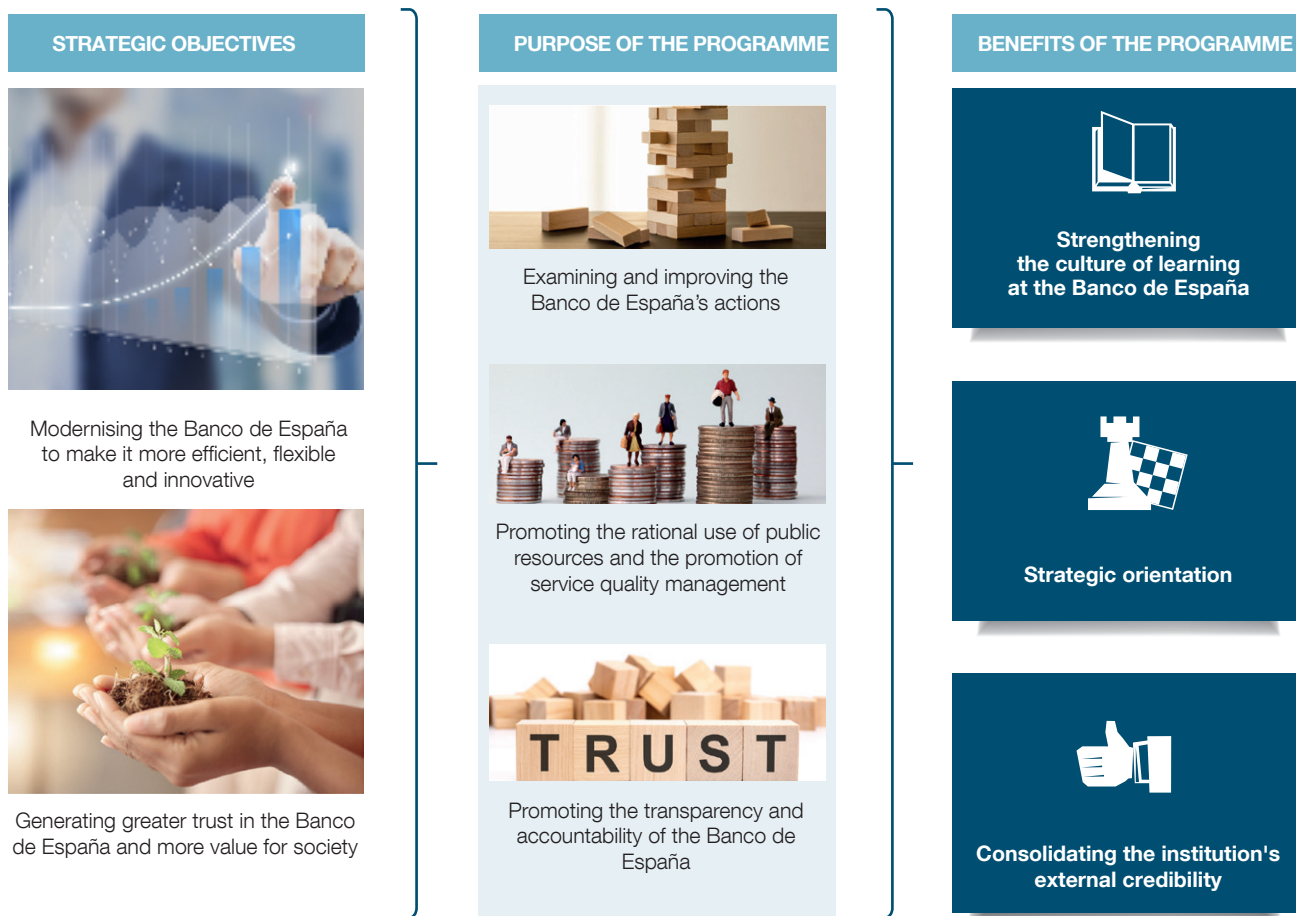 STRATEGIC OBJECTIVES
Modernising the Banco de España
to make it more efficient, flexible
and innovative
Generating greater trust in the Banco
de España and more value for society
PURPOSE OF THE PROGRAMME
Examining and improving the
Banco de España’s actions
Promoting the rational use of public
resources and the promotion of
service quality management
TRUST
Promoting the transparency and
accountability of the Banco de
España
BENEFITS OF THE PROGRAMME
Strengthening
the culture of learning
at the Banco de España
Strategic orientation
Consolidating the institution's
external credibility